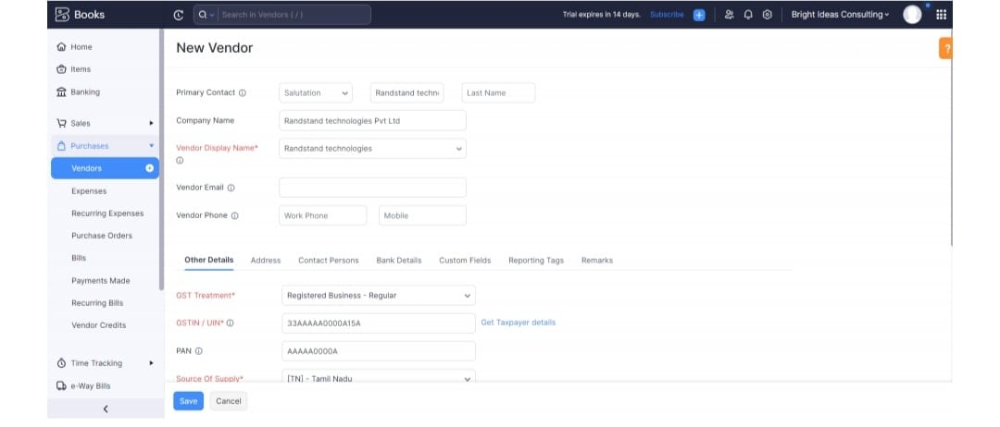 Books
Search in Vendors ( / )
Trial expires in 14 days. Subscribe
Bright Ideas Consulting
Home
Items
Banking
Sales
Purchases
Vendors
Expenses
Recurring Expenses
Purchase Orders
Bills
Payments Made
Recurring Bills
Vendor Credits
Time Tracking
e-Way Bills
New Vendor
?
Primary Contact Salutation Randstand techn Last Name
Company Name Randstand technologies Pvt Ltd
Vendor Display Name* Randstand technologies
Vendor Email
Vendor Phone Work Phone Mobile
Other Details Address Contact Persons Bank Details Custom Fields Reporting Tags Remarks
GST Treatment* Registered Business - Regular
GSTIN / UIN* 33AAAAA0000A15A Get Taxpayer details
PAN AAAAA0000A
Source Of Supply* [TN] - Tamil Nadu
Save Cancel